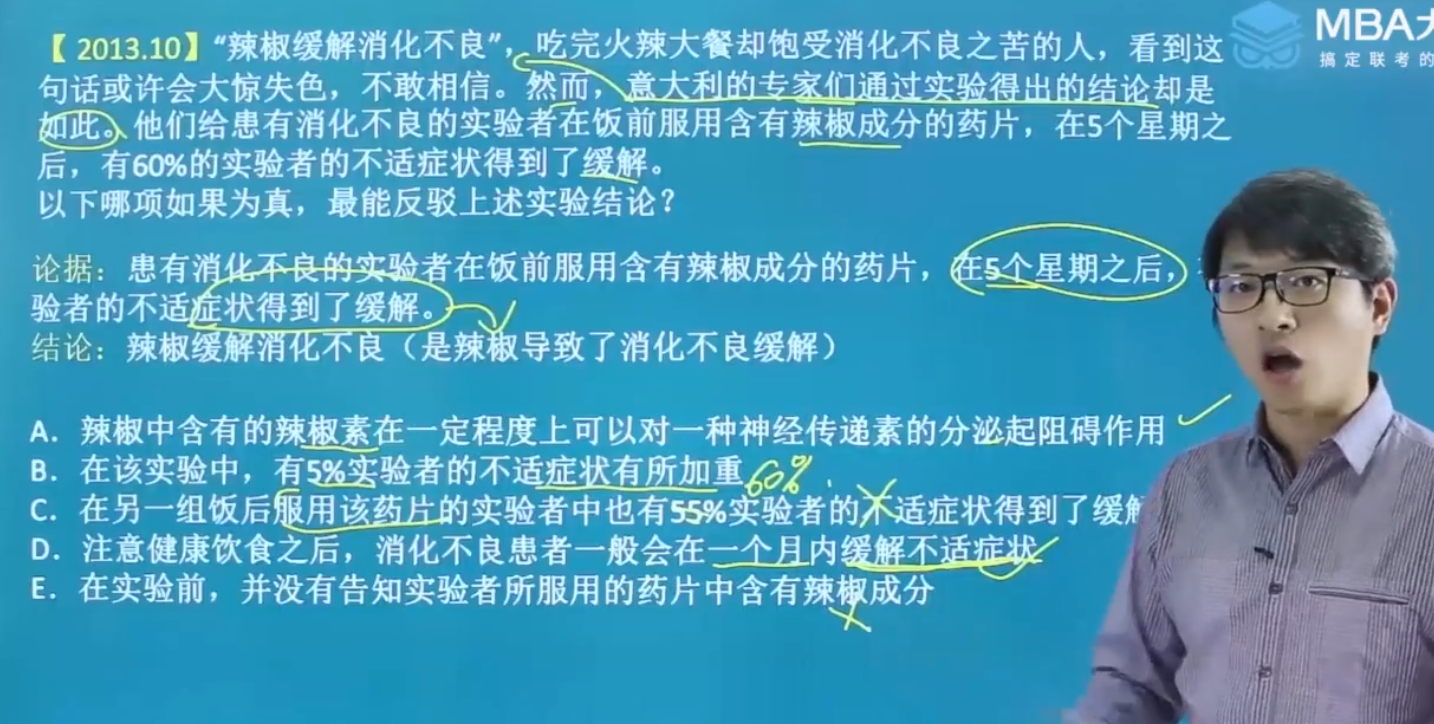 MBA大
搞定联考的
【 2013.10】“辣椒缓解消化不良”，吃完火辣大餐却饱受消化不良之苦的人，看到这
句话或许会大惊失色，不敢相信。然而，意大利的专家们通过实验得出的结论却是
如此。他们给患有消化不良的实验者在饭前服用含有辣椒成分的药片，在5个星期之
后，有60%的实验者的不适症状得到了缓解。
以下哪项如果为真，最能反驳上述实验结论？
论据：患有消化不良的实验者在饭前服用含有辣椒成分的药片，在5个星期之后，
验者的不适症状得到了缓解。
结论：辣椒缓解消化不良（是辣椒导致了消化不良缓解）
A．辣椒中含有的辣椒素在一定程度上可以对一种神经传递素的分泌起阻碍作用
B．在该实验中，有5%实验者的不适症状有所加重 60%
C．在另一组饭后服用该药片的实验者中也有55%实验者的不适症状得到了缓解
D．注意健康饮食之后，消化不良患者一般会在一个月内缓解不适症状
E．在实验前，并没有告知实验者所服用的药片中含有辣椒成分